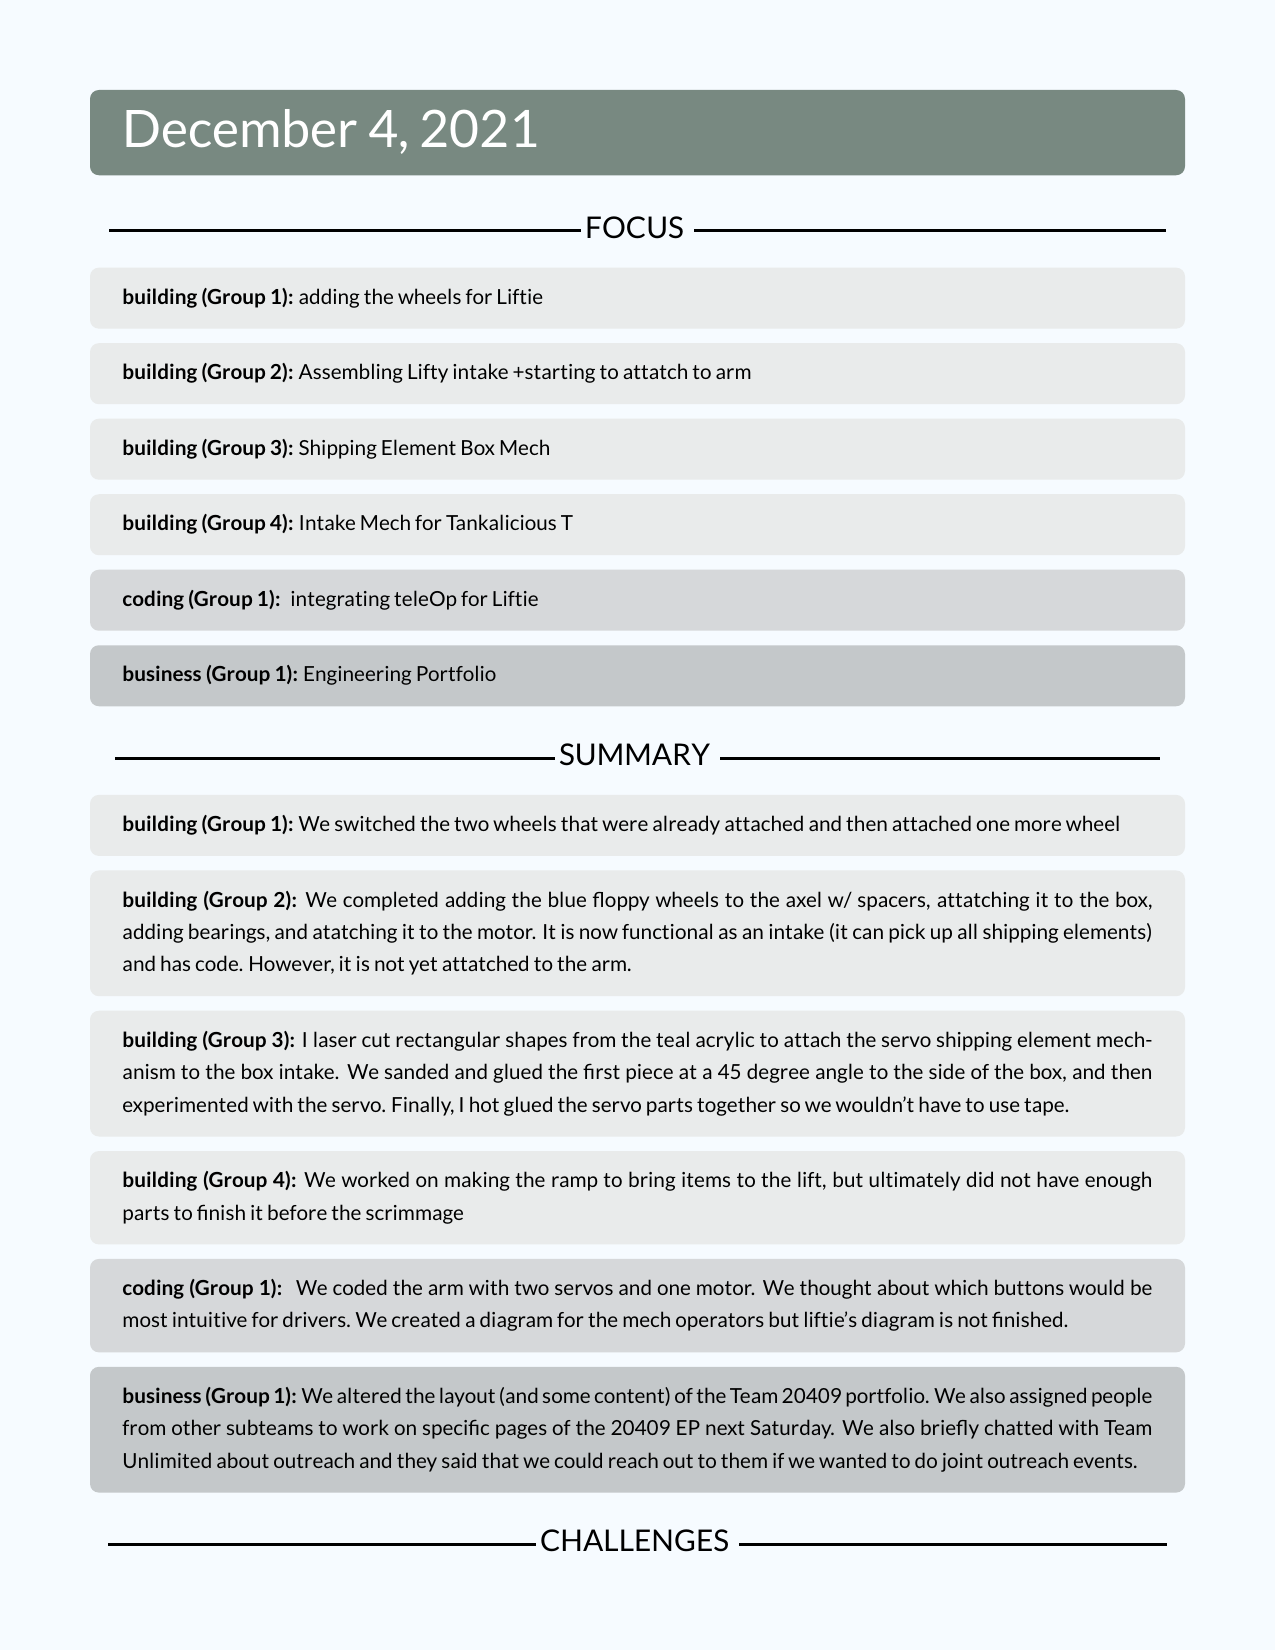 December 4, 2021
FOCUS
building (Group 1): adding the wheels for Liftie
building (Group 2): Assembling Lifty intake +starting to attatch to arm
building (Group 3): Shipping Element Box Mech
building (Group 4): Intake Mech for Tankalicious T
coding (Group 1): integrating teleOp for Liftie
business (Group 1): Engineering Portfolio
SUMMARY
building (Group 1): We switched the two wheels that were already attached and then attached one more wheel
building (Group 2): We completed adding the blue floppy wheels to the axel w/ spacers, attatching it to the box,
adding bearings, and atatching it to the motor. It is now functional as an intake (it can pick up all shipping elements)
and has code. However, it is not yet attatched to the arm.
building (Group 3): I laser cut rectangular shapes from the teal acrylic to attach the servo shipping element mech-
anism to the box intake. We sanded and glued the first piece at a 45 degree angle to the side of the box, and then
experimented with the servo. Finally, I hot glued the servo parts together so we wouldn’t have to use tape.
building (Group 4): We worked on making the ramp to bring items to the lift, but ultimately did not have enough
parts to finish it before the scrimmage
coding (Group 1): We coded the arm with two servos and one motor. We thought about which buttons would be
most intuitive for drivers. We created a diagram for the mech operators but liftie’s diagram is not finished.
business (Group 1): We altered the layout (and some content) of the Team 20409 portfolio. We also assigned people
from other subteams to work on specific pages of the 20409 EP next Saturday. We also briefly chatted with Team
Unlimited about outreach and they said that we could reach out to them if we wanted to do joint outreach events.
CHALLENGES